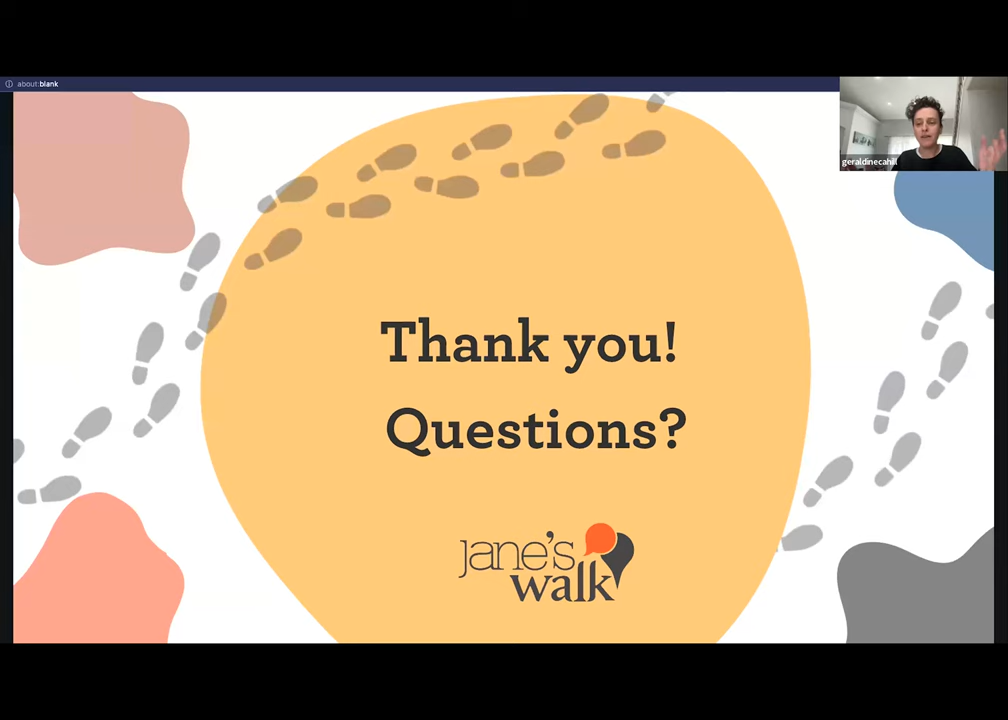 about:blank
geraldinecahill
Thank you!
Questions?
jane's
walk